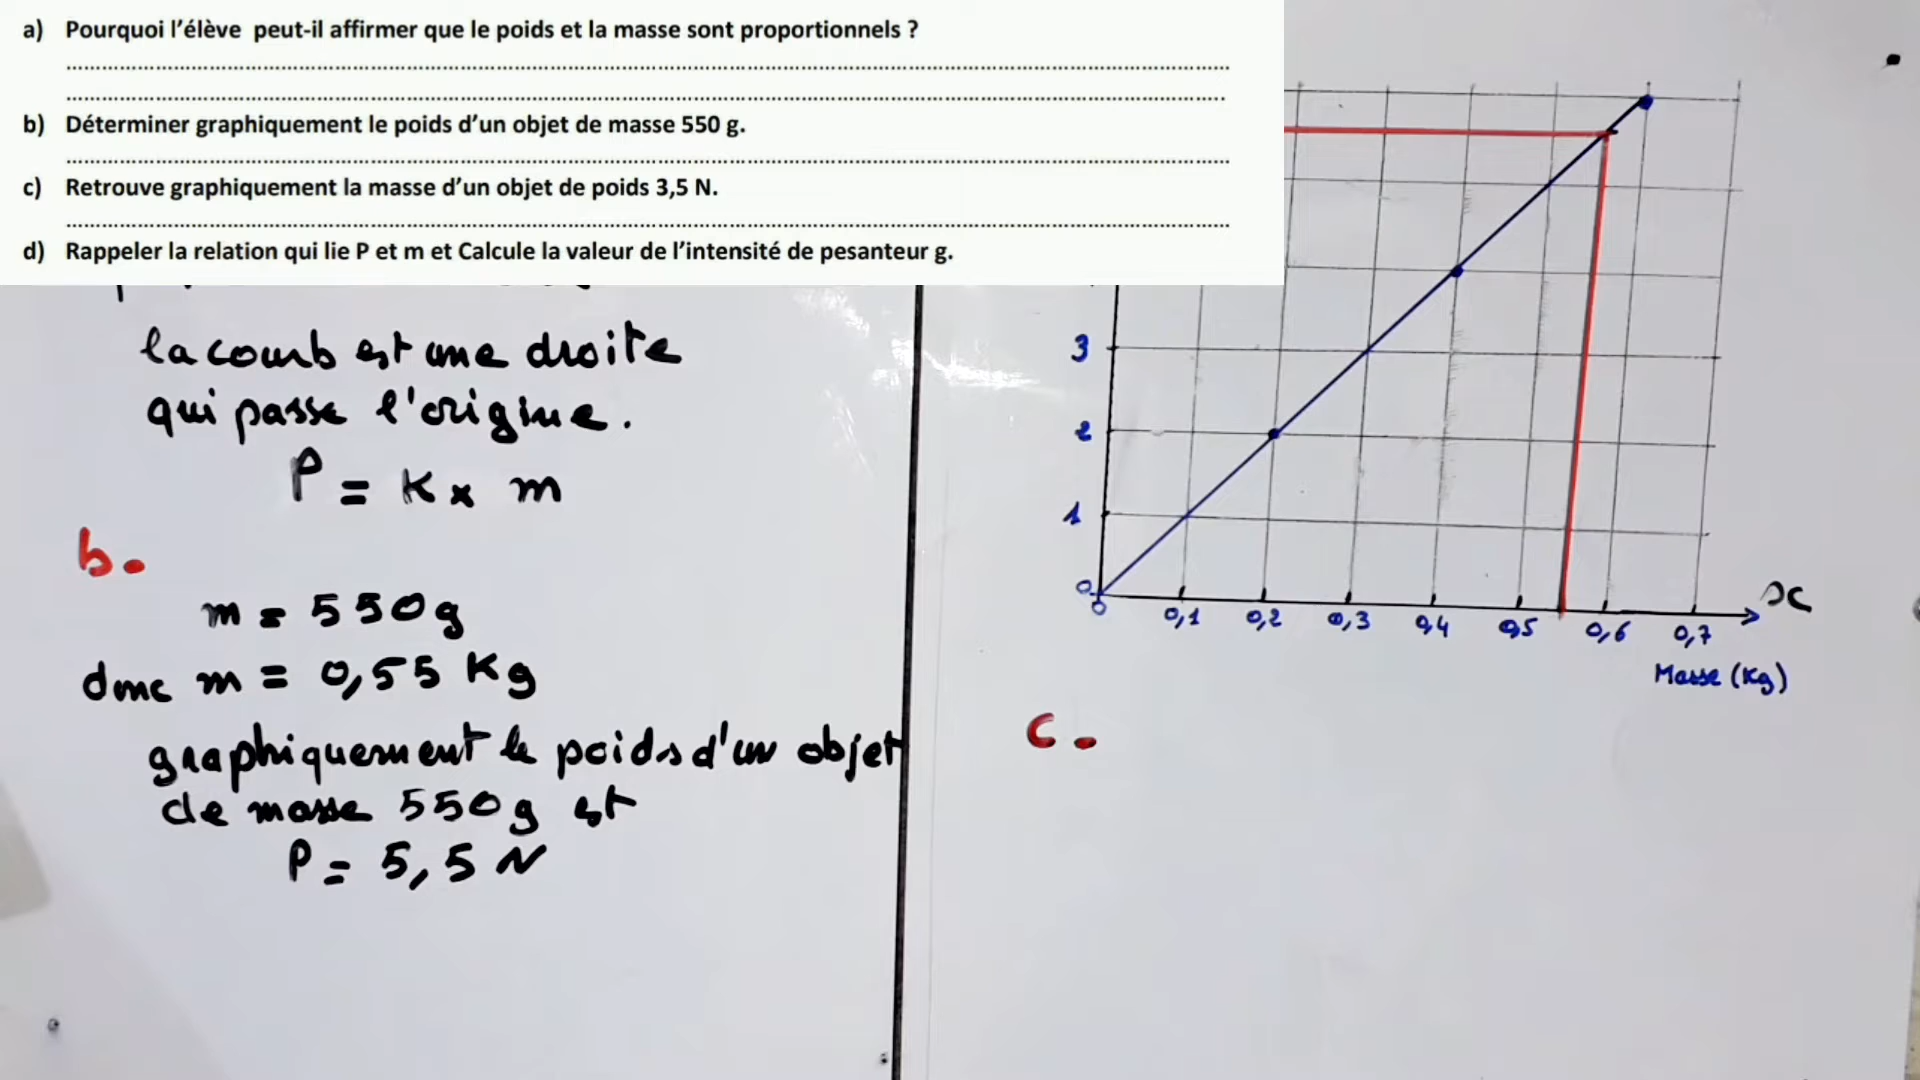 a) Pourquoi l’élève peut-il affirmer que le poids et la masse sont proportionnels ?
b) Déterminer graphiquement le poids d’un objet de masse 550 g.
c) Retrouve graphiquement la masse d’un objet de poids 3,5 N.
d) Rappeler la relation qui lie P et m et Calcule la valeur de l’intensité de pesanteur g.
la courb est une droite
qui passe l'origine.
P = K x m
b.
m = 550g
donc m = 0,55 Kg
graphiquement le poids d'un objet
de masse 550g est
P = 5,5 N
3
2
1
0
0 0,1 0,2 0,3 0,4 0,5 0,6 0,7
x
Masse (Kg)
c.